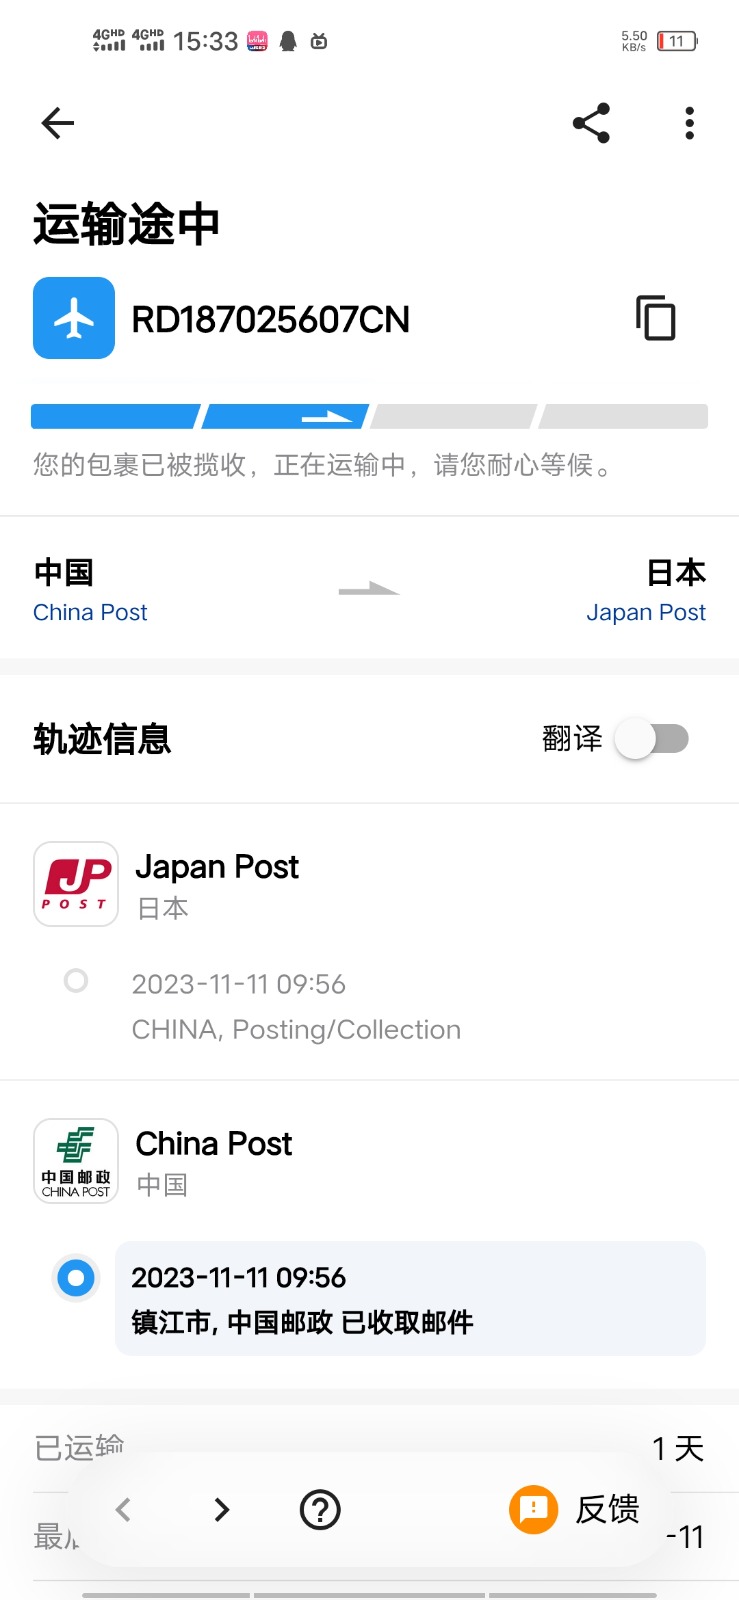 4GHD 4GHD 15:33
5.50 KB/s 11
运输途中
RD187025607CN
您的包裹已被揽收，正在运输中，请您耐心等候。
中国 日本
China Post Japan Post
轨迹信息 翻译
JP POST
Japan Post
日本
2023-11-11 09:56
CHINA, Posting/Collection
中国邮政
CHINA POST
China Post
中国
2023-11-11 09:56
镇江市, 中国邮政 已收取邮件
已运输 1 天
反馈
最 -11